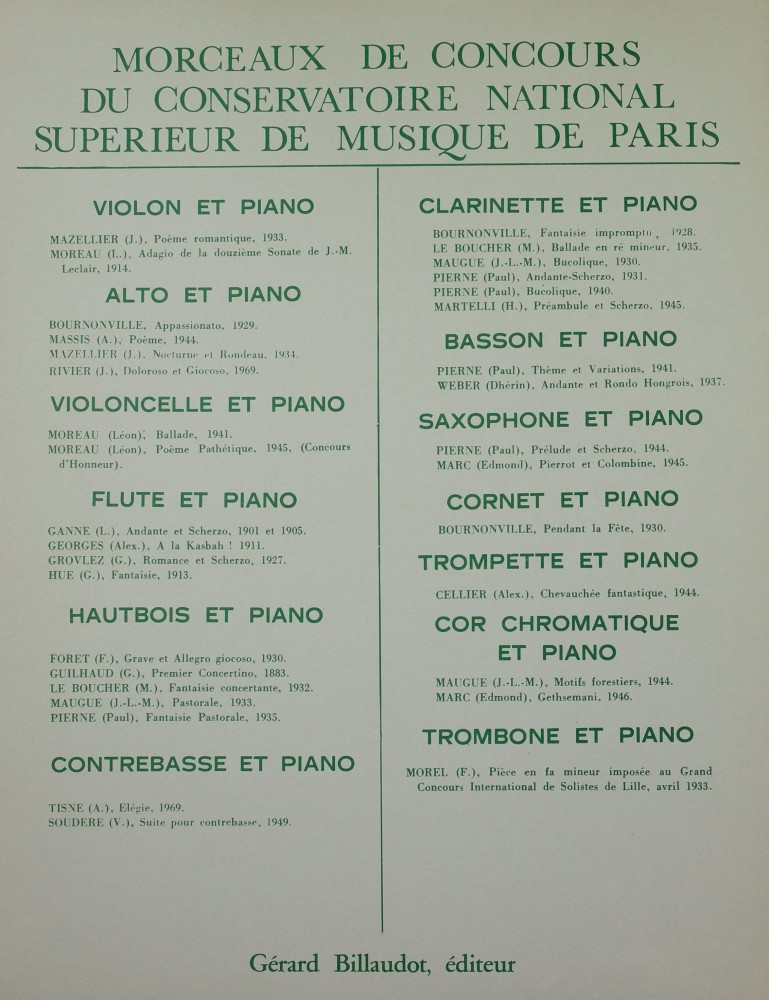 MORCEAUX DE CONCOURS
DU CONSERVATOIRE NATIONAL
SUPERIEUR DE MUSIQUE DE PARIS
VIOLON ET PIANO
MAZELLIER (J.), Poème romantique, 1933.
MOREAU (L.), Adagio de la douzième Sonate de J.-M.
Leclair, 1914.
ALTO ET PIANO
BOURNONVILLE, Appassionato, 1929.
MASSIS (A.), Poème, 1944.
MAZELLIER (J.), Nocturne et Rondeau, 1934.
RIVIER (J.), Doloroso et Giocoso, 1969.
VIOLONCELLE ET PIANO
MOREAU (Léon), Ballade, 1941.
MOREAU (Léon), Poème Pathétique, 1945, (Concours
d'Honneur).
FLUTE ET PIANO
GANNE (L.), Andante et Scherzo, 1901 et 1905.
GEORGES (Alex.), A la Kasbah ! 1911.
GROVLEZ (G.), Romance et Scherzo, 1927.
HUE (G.), Fantaisie, 1913.
HAUTBOIS ET PIANO
FORET (F.), Grave et Allegro giocoso, 1930.
GUILHAUD (G.), Premier Concertino, 1883.
LE BOUCHER (M.), Fantaisie concertante, 1932.
MAUGUE (J.-L.-M.), Pastorale, 1933.
PIERNE (Paul), Fantaisie Pastorale, 1935.
CONTREBASSE ET PIANO
TISNE (A.), Elégie, 1969.
SOUDERE (V.), Suite pour contrebasse, 1949.
CLARINETTE ET PIANO
BOURNONVILLE, Fantaisie impromptu, 1928.
LE BOUCHER (M.), Ballade en ré mineur, 1935.
MAUGUE (J.-L.-M.), Bucolique, 1930.
PIERNE (Paul), Andante-Scherzo, 1931.
PIERNE (Paul), Bucolique, 1940.
MARTELLI (H.), Préambule et Scherzo, 1945.
BASSON ET PIANO
PIERNE (Paul), Thème et Variations, 1941.
WEBER (Dhérin), Andante et Rondo Hongrois, 1937.
SAXOPHONE ET PIANO
PIERNE (Paul), Prélude et Scherzo, 1944.
MARC (Edmond), Pierrot et Colombine, 1945.
CORNET ET PIANO
BOURNONVILLE, Pendant la Fête, 1930.
TROMPETTE ET PIANO
CELLIER (Alex.), Chevauchée fantastique, 1944.
COR CHROMATIQUE
ET PIANO
MAUGUE (J.-L.-M.), Motifs forestiers, 1944.
MARC (Edmond), Gethsemani, 1946.
TROMBONE ET PIANO
MOREL (F.), Pièce en fa mineur imposée au Grand
Concours International de Solistes de Lille, avril 1933.
Gérard Billaudot, éditeur